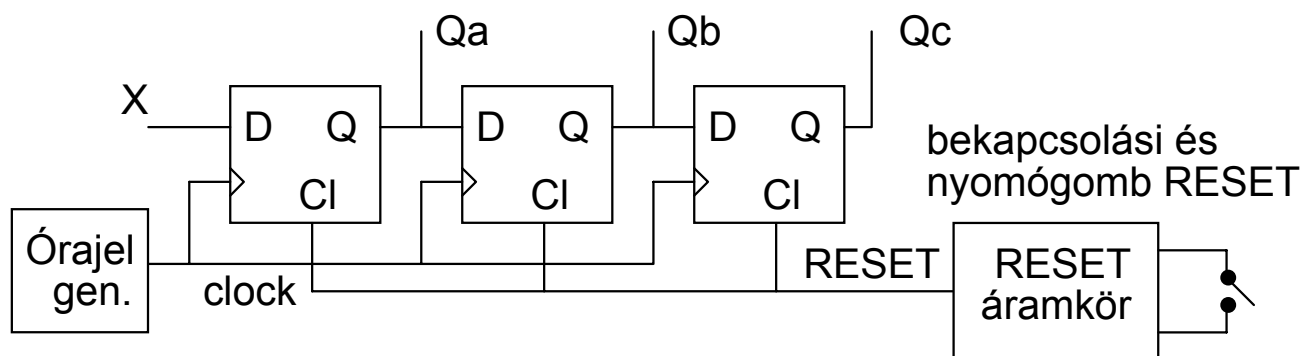 Qa
Qb
Qc
X
D Q
Cl
D Q
Cl
D Q
Cl
bekapcsolási és
nyomógomb RESET
Órajel
gen.
clock
RESET
RESET
áramkör